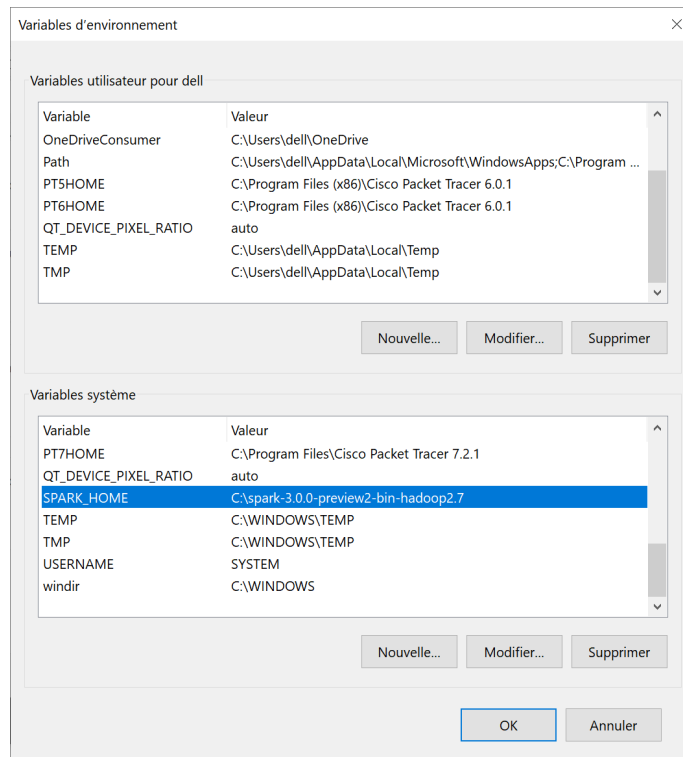 Variables d'environnement
Variables utilisateur pour dell
Variable Valeur
OneDriveConsumer C:\Users\dell\OneDrive
Path C:\Users\dell\AppData\Local\Microsoft\WindowsApps;C:\Program ...
PT5HOME C:\Program Files (x86)\Cisco Packet Tracer 6.0.1
PT6HOME C:\Program Files (x86)\Cisco Packet Tracer 6.0.1
QT_DEVICE_PIXEL_RATIO auto
TEMP C:\Users\dell\AppData\Local\Temp
TMP C:\Users\dell\AppData\Local\Temp
Nouvelle... Modifier... Supprimer
Variables système
Variable Valeur
PT7HOME C:\Program Files\Cisco Packet Tracer 7.2.1
QT_DEVICE_PIXEL_RATIO auto
SPARK_HOME C:\spark-3.0.0-preview2-bin-hadoop2.7
TEMP C:\WINDOWS\TEMP
TMP C:\WINDOWS\TEMP
USERNAME SYSTEM
windir C:\WINDOWS
Nouvelle... Modifier... Supprimer
OK Annuler